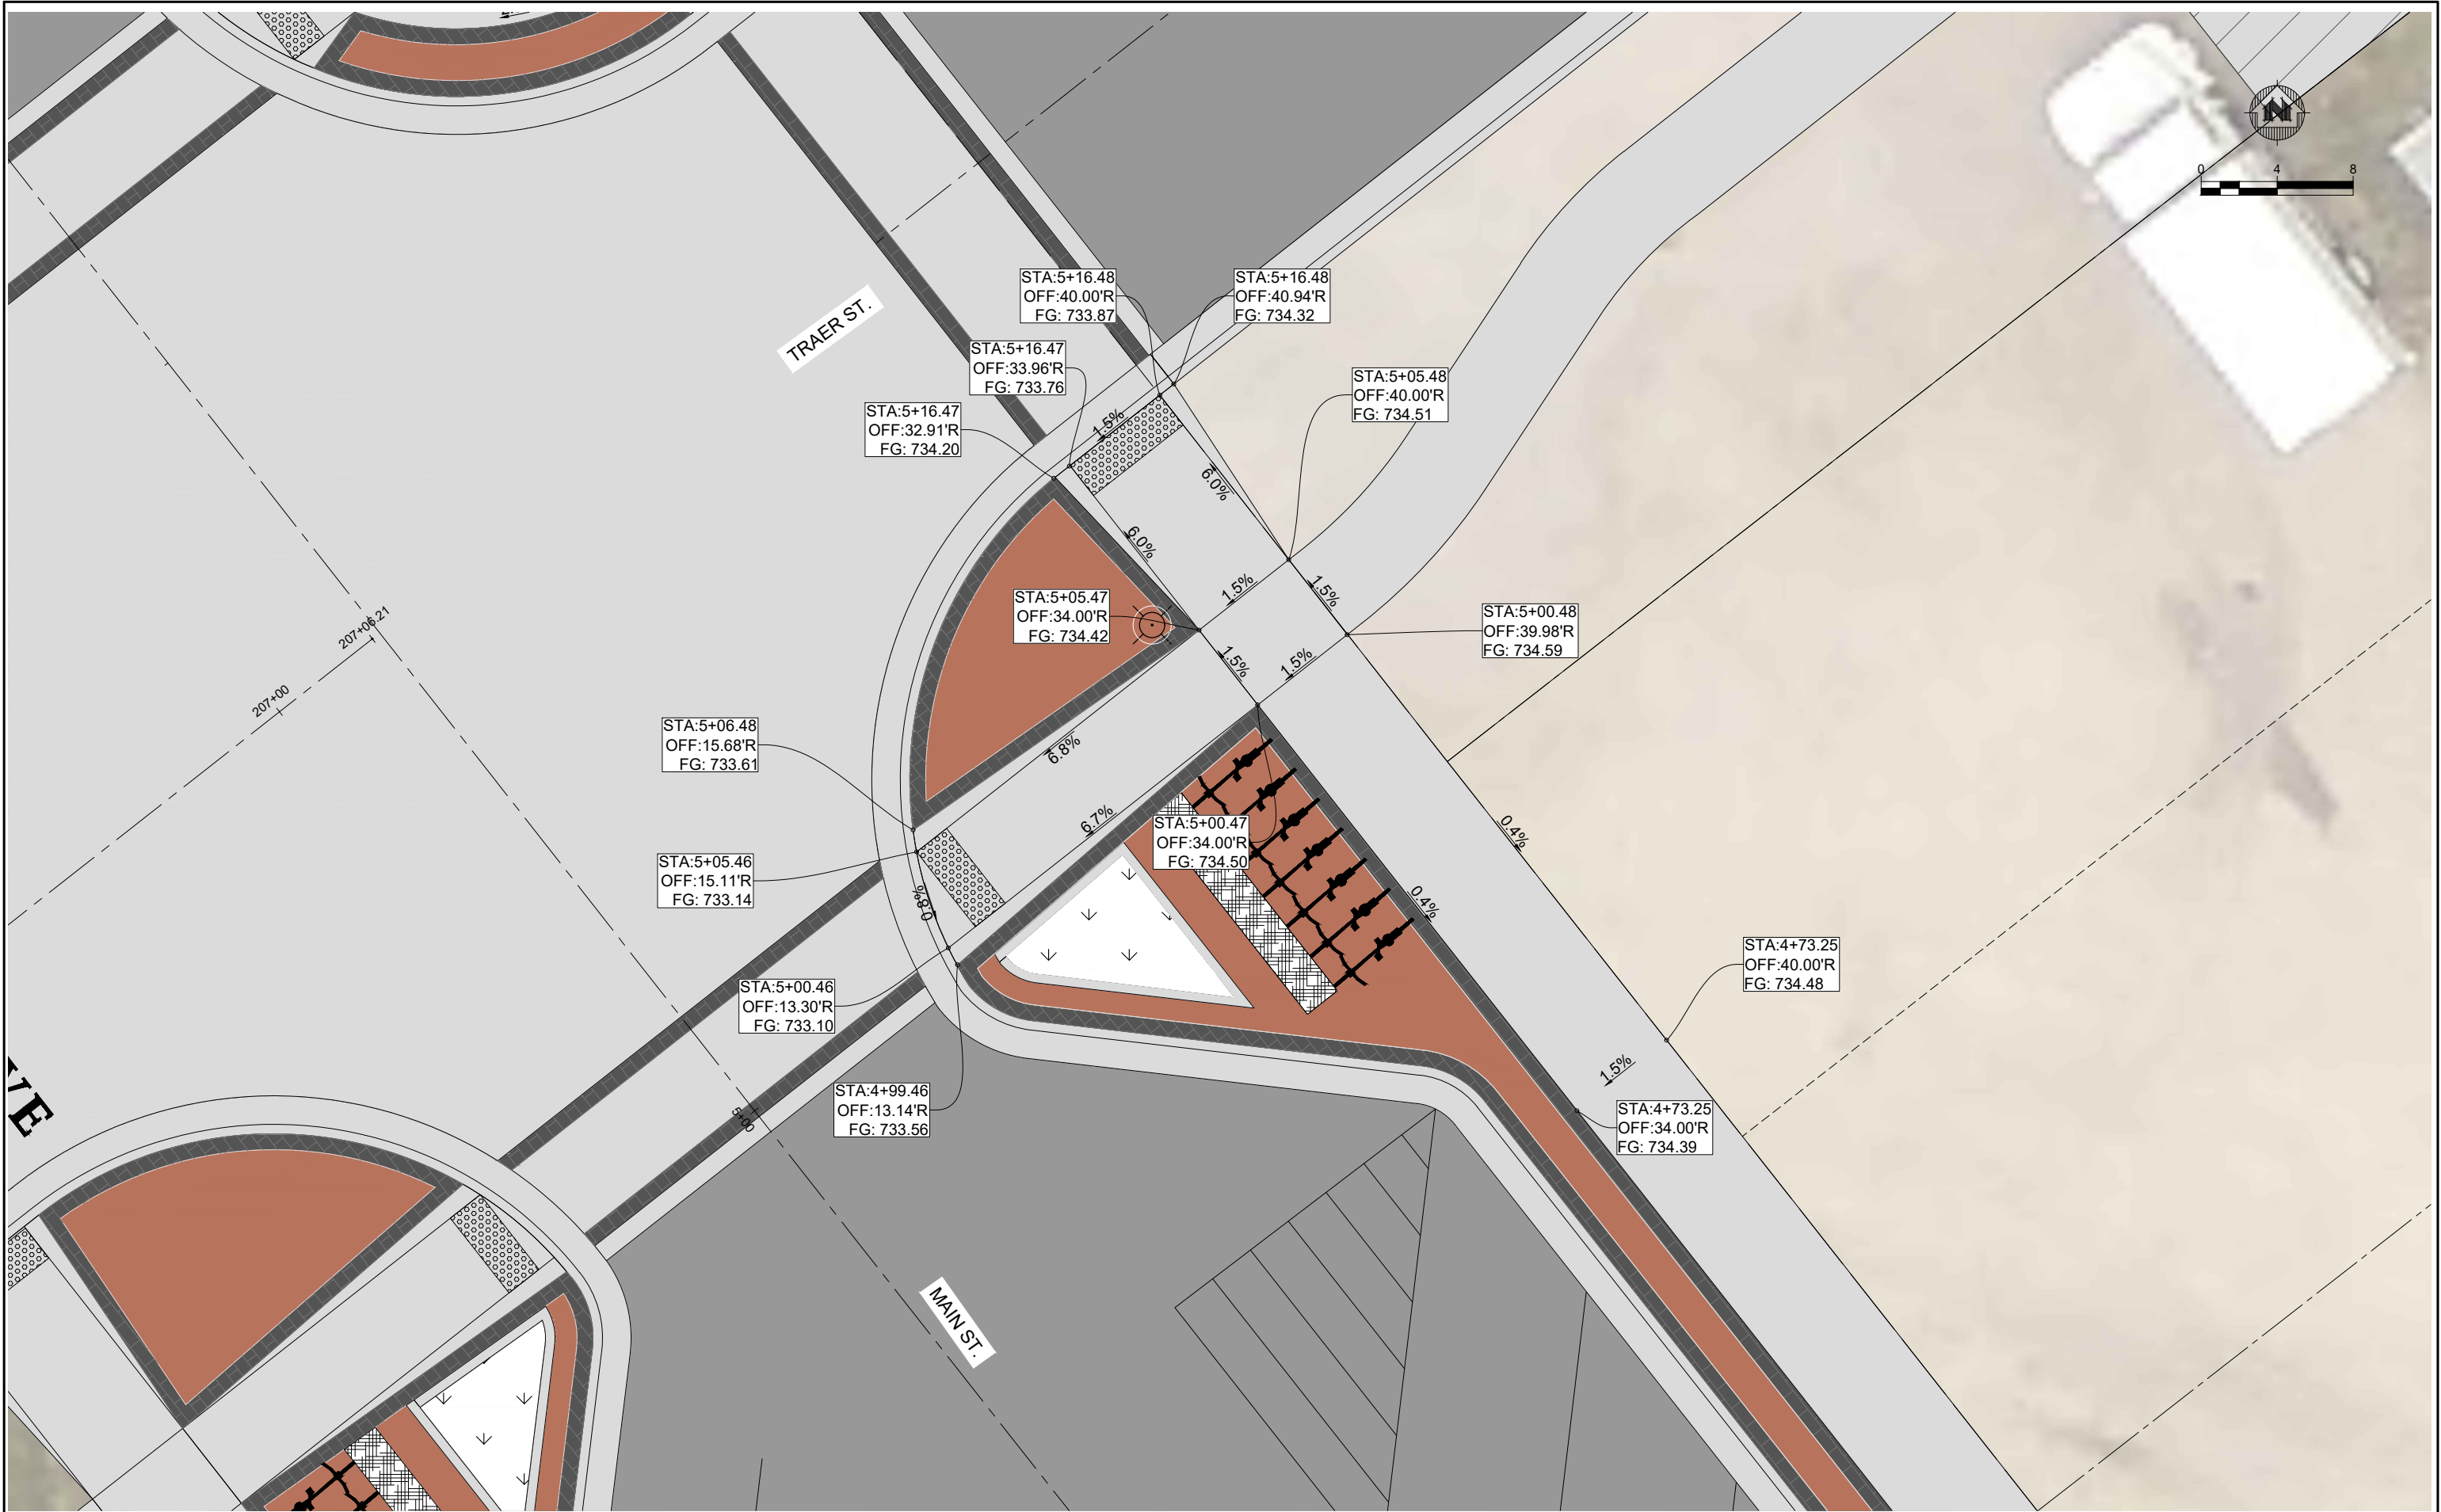 N
0 4 8
STA:5+16.48
OFF:40.00'R
FG: 733.87
STA:5+16.48
OFF:40.94'R
FG: 734.32
TRAER ST.
STA:5+16.47
OFF:33.96'R
FG: 733.76
STA:5+05.48
OFF:40.00'R
FG: 734.51
STA:5+16.47
OFF:32.91'R
FG: 734.20
1.5%
6.0%
6.0%
1.5%
1.5%
STA:5+05.47
OFF:34.00'R
FG: 734.42
STA:5+00.48
OFF:39.98'R
FG: 734.59
207+06.21
1.5%
1.5%
207+00
STA:5+06.48
OFF:15.68'R
FG: 733.61
6.8%
6.7%
STA:5+00.47
OFF:34.00'R
FG: 734.50
0.4%
STA:5+05.46
OFF:15.11'R
FG: 733.14
0.8%
0.4%
STA:4+73.25
OFF:40.00'R
FG: 734.48
STA:5+00.46
OFF:13.30'R
FG: 733.10
1.5%
VE
STA:4+99.46
OFF:13.14'R
FG: 733.56
5+00
STA:4+73.25
OFF:34.00'R
FG: 734.39
MAIN ST.